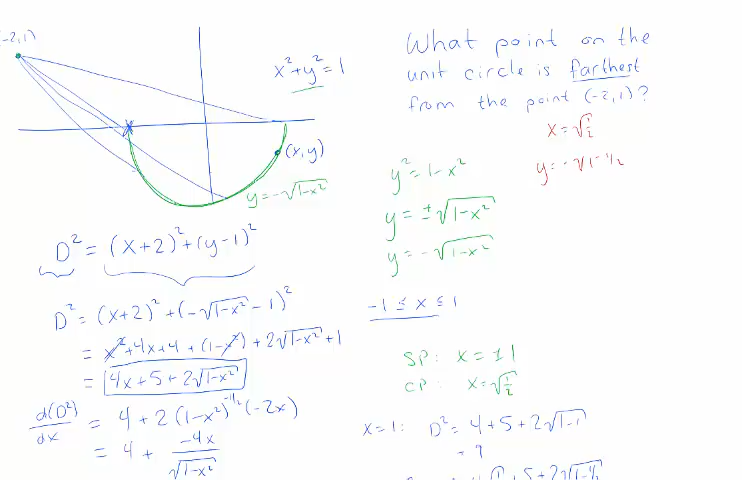 -2,1)
x²+y²=1
(x,y)
y=-√(1-x²)
D² = (x+2)²+(y-1)²
D² = (x+2)² + (-√(1-x²) -1)²
= x²+4x+4 + (1-x²) + 2√(1-x²) +1
= 4x+5+2√(1-x²)
d(D²)/dx = 4 + 2(1-x²)^(-1/2) (-2x)
= 4 + -4x/√(1-x²)
What point on the
unit circle is farthest
from the point (-2,1)?
x=√(1/2)
y=-√(1-1/2)
y²=1-x²
y=±√(1-x²)
y=-√(1-x²)
-1 ≤ x ≤ 1
SP: x = ±1
CP: x=√(1/2)
x=1: D² = 4+5+2√(1-1)